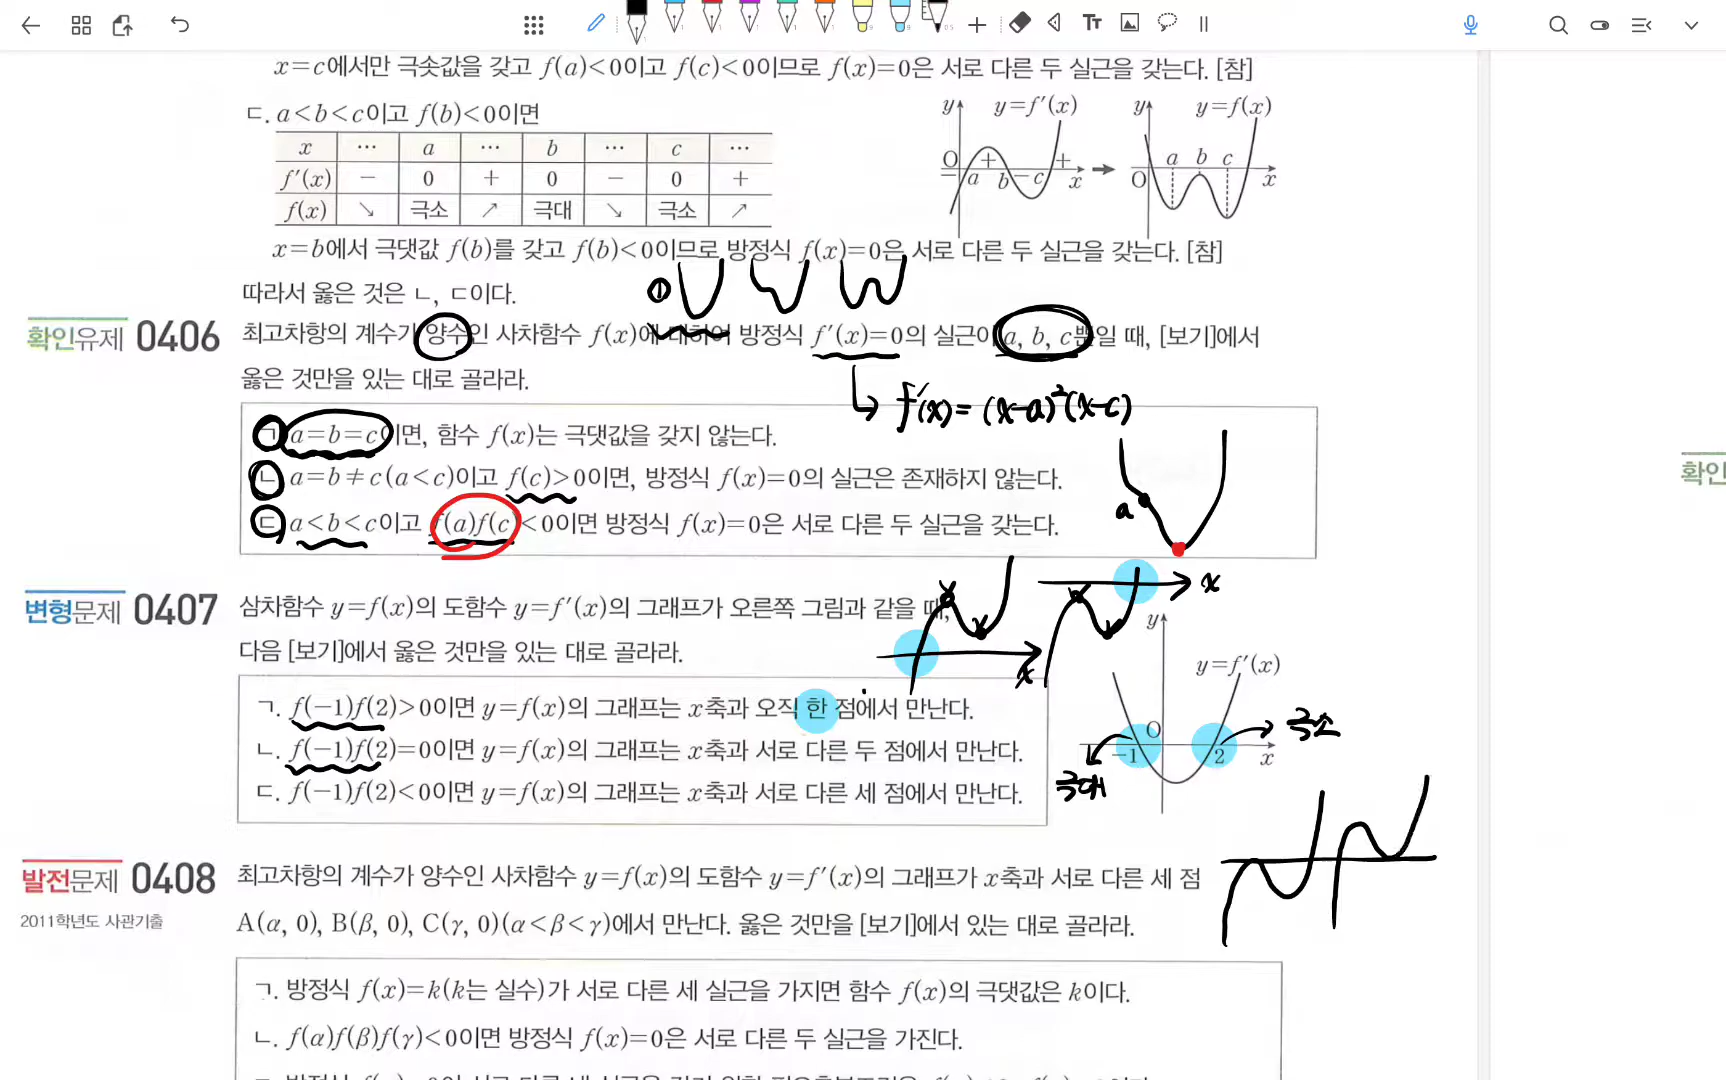 Tт
x=c에서만 극솟값을 갖고 f(a)<0이고 f(c)<0이므로 f(x)=0은 서로 다른 두 실근을 갖는다. [참]
ㄷ. a<b<c이고 f(b)<0이면
x … a … b … c …
f′(x) − 0 + 0 − 0 +
f(x) ↘ 극소 ↗ 극대 ↘ 극소 ↗
y y=f′(x) O + + − a b − c x
→
y y=f(x) a b c O x
x=b에서 극댓값 f(b)를 갖고 f(b)<0이므로 방정식 f(x)=0은 서로 다른 두 실근을 갖는다. [참]
따라서 옳은 것은 ㄴ, ㄷ이다.
①
확인유제 0406 최고차항의 계수가 양수인 사차함수 f(x)에 대하여 방정식 f′(x)=0의 실근이 a, b, c뿐일 때, [보기]에서
옳은 것만을 있는 대로 골라라.
f′(x)=(x-a)²(x-c)
ㄱ a=b=c이면, 함수 f(x)는 극댓값을 갖지 않는다.
ㄴ a=b≠c(a<c)이고 f(c)>0이면, 방정식 f(x)=0의 실근은 존재하지 않는다.
ㄷ a<b<c이고 f(a)f(c)<0이면 방정식 f(x)=0은 서로 다른 두 실근을 갖는다.
a
x
확인
변형문제 0407 삼차함수 y=f(x)의 도함수 y=f′(x)의 그래프가 오른쪽 그림과 같을 때,
다음 [보기]에서 옳은 것만을 있는 대로 골라라.
x
ㄱ. f(−1)f(2)>0이면 y=f(x)의 그래프는 x축과 오직 한 점에서 만난다.
ㄴ. f(−1)f(2)=0이면 y=f(x)의 그래프는 x축과 서로 다른 두 점에서 만난다.
ㄷ. f(−1)f(2)<0이면 y=f(x)의 그래프는 x축과 서로 다른 세 점에서 만난다.
y
y=f′(x)
O
−1 2 x
극소
극대
발전문제 0408 최고차항의 계수가 양수인 사차함수 y=f(x)의 도함수 y=f′(x)의 그래프가 x축과 서로 다른 세 점
2011학년도 사관기출
A(α, 0), B(β, 0), C(γ, 0)(α<β<γ)에서 만난다. 옳은 것만을 [보기]에서 있는 대로 골라라.
ㄱ. 방정식 f(x)=k(k는 실수)가 서로 다른 세 실근을 가지면 함수 f(x)의 극댓값은 k이다.
ㄴ. f(α)f(β)f(γ)<0이면 방정식 f(x)=0은 서로 다른 두 실근을 가진다.